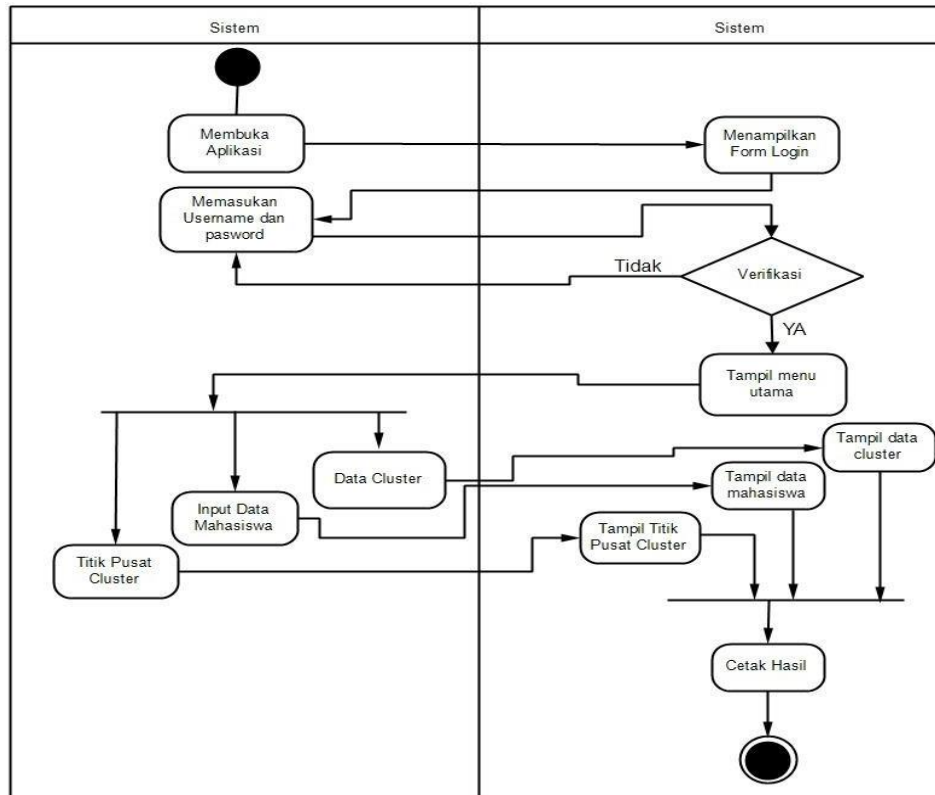 Sistem
Sistem
Membuka
Aplikasi
Menampilkan
Form Login
Memasukan
Username dan
pasword
Tidak
Verifikasi
YA
Tampil menu
utama
Tampil data
cluster
Data Cluster
Tampil data
mahasiswa
Input Data
Mahasiswa
Tampil Titik
Pusat Cluster
Titik Pusat
Cluster
Cetak Hasil